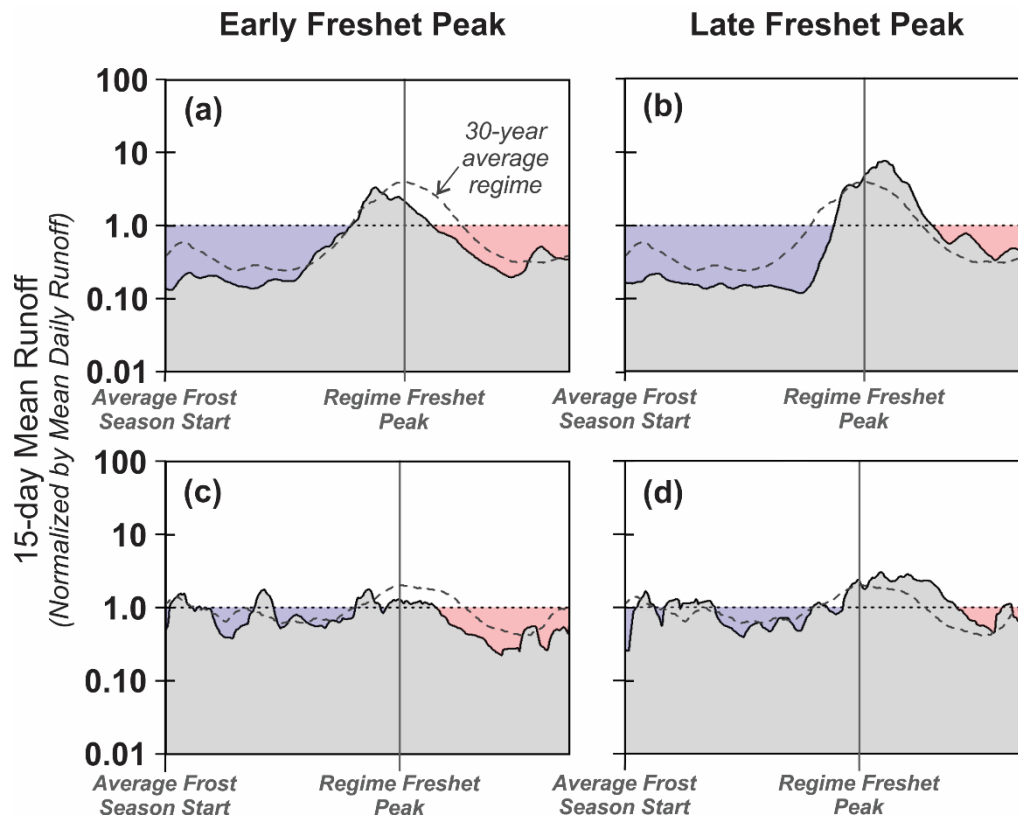 Early Freshet Peak
Late Freshet Peak
15-day Mean Runoff
(Normalized by Mean Daily Runoff)
100
10
1.0
0.10
0.01
(a)
30-year
average
regime
Average Frost
Season Start
Regime Freshet
Peak
(b)
Average Frost
Season Start
Regime Freshet
Peak
100
10
1.0
0.10
0.01
(c)
Average Frost
Season Start
Regime Freshet
Peak
(d)
Average Frost
Season Start
Regime Freshet
Peak